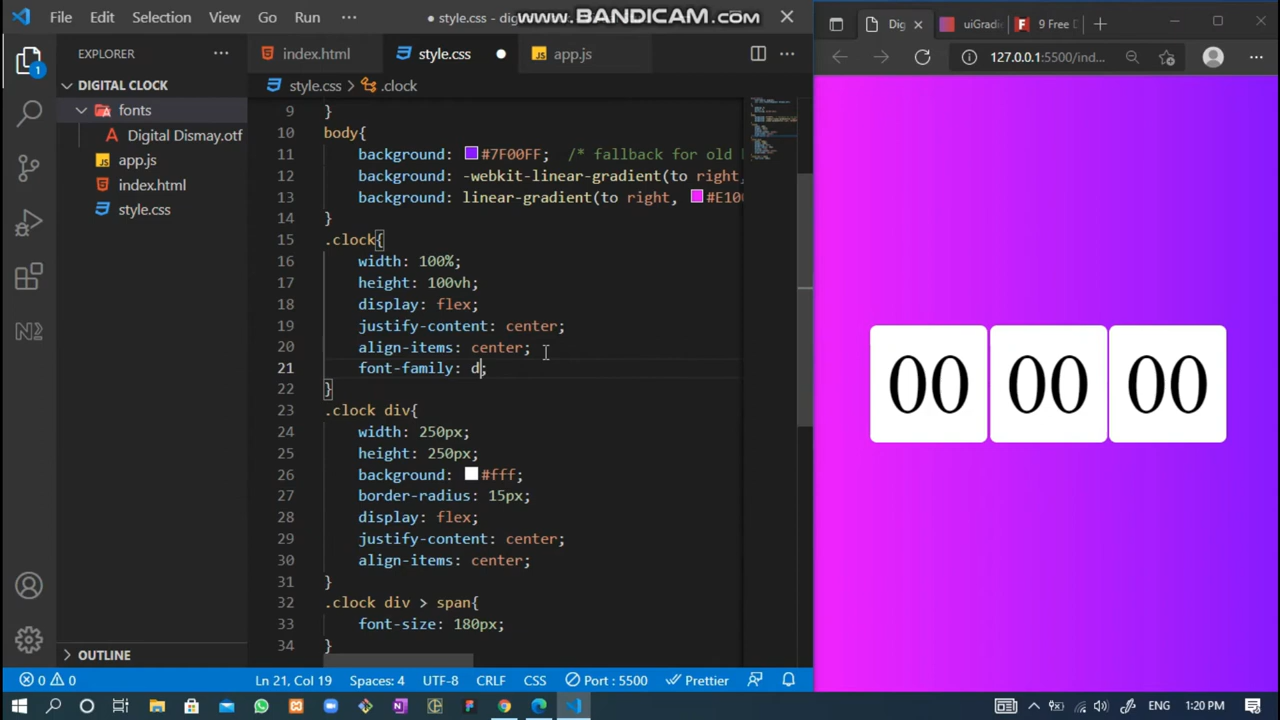 File Edit Selection View Go Run ··· ● style.css - dig
www.BANDICAM.com
EXPLORER ···
index.html
style.css ●
app.js
DIGITAL CLOCK
fonts
Digital Dismay.otf
app.js
index.html
style.css
OUTLINE
1
style.css > .clock
9 }
10 body{
11 background: #7F00FF; /* fallback for old
12 background: -webkit-linear-gradient(to right,
13 background: linear-gradient(to right, #E100
14 }
15 .clock{
16 width: 100%;
17 height: 100vh;
18 display: flex;
19 justify-content: center;
20 align-items: center;
21 font-family: d;
22 }
23 .clock div{
24 width: 250px;
25 height: 250px;
26 background: #fff;
27 border-radius: 15px;
28 display: flex;
29 justify-content: center;
30 align-items: center;
31 }
32 .clock div > span{
33 font-size: 180px;
34 }
0 0 Ln 21, Col 19 Spaces: 4 UTF-8 CRLF CSS Port : 5500 Prettier
Dig
uiGradie
9 Free D
127.0.0.1:5500/ind...
00 00 00
ENG 1:20 PM